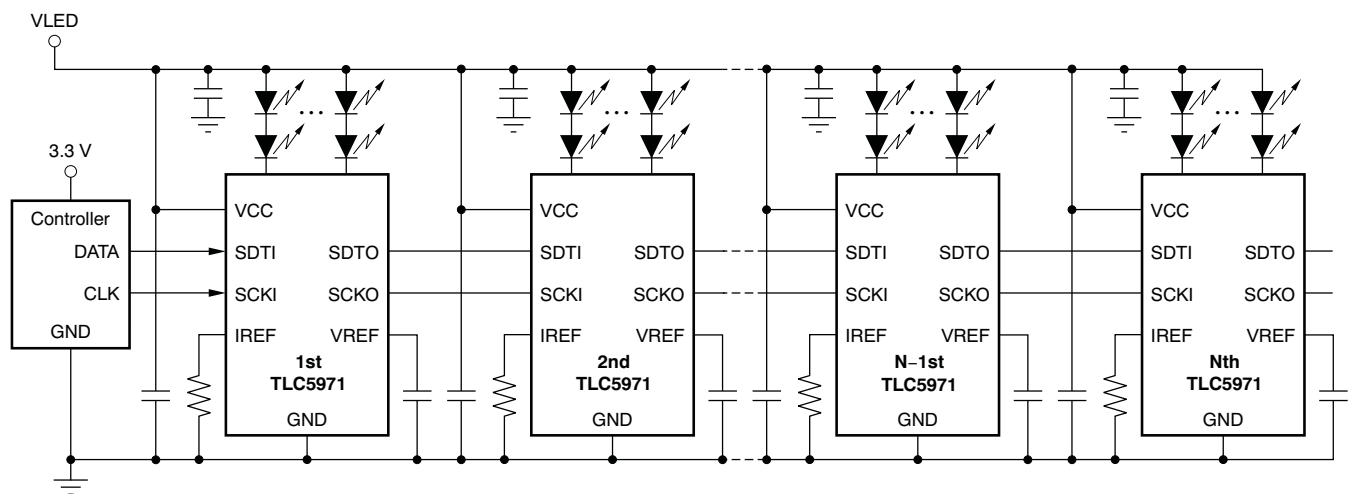 VLED
... ... ... ...
3.3 V
Controller
DATA
CLK
GND
VCC
SDTI SDTO
SCKI SCKO
IREF VREF
1st
TLC5971
GND
VCC
SDTI SDTO
SCKI SCKO
IREF VREF
2nd
TLC5971
GND
VCC
SDTI SDTO
SCKI SCKO
IREF VREF
N–1st
TLC5971
GND
VCC
SDTI SDTO
SCKI SCKO
IREF VREF
Nth
TLC5971
GND